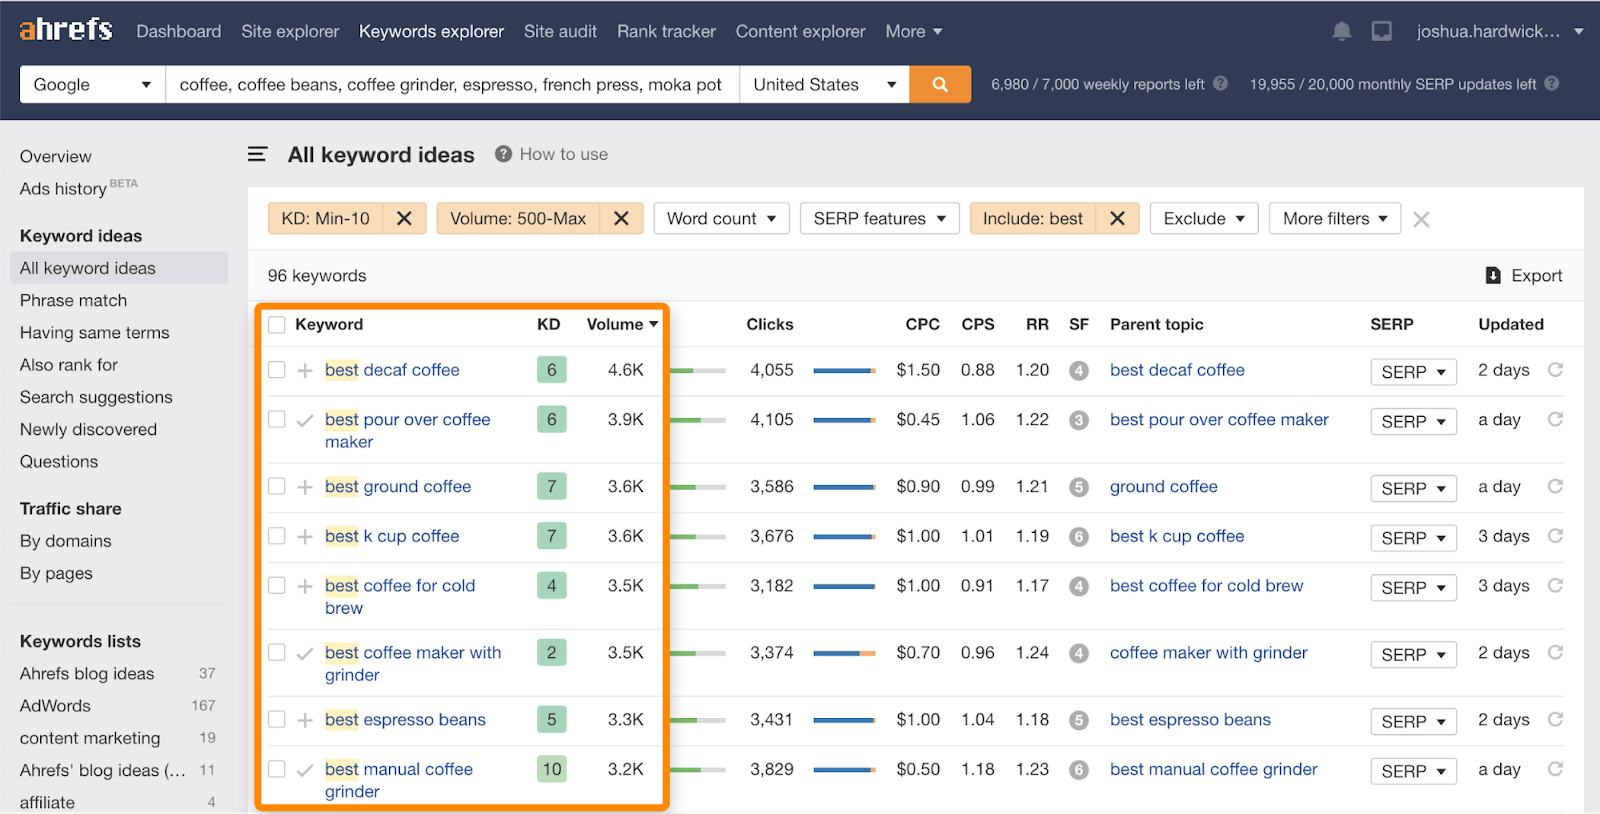 ahrefs Dashboard Site explorer Keywords explorer Site audit Rank tracker Content explorer More joshua.hardwick...
Google coffee, coffee beans, coffee grinder, espresso, french press, moka pot United States 6,980 / 7,000 weekly reports left ? 19,955 / 20,000 monthly SERP updates left ?
Overview
Ads history BETA
Keyword ideas
All keyword ideas
Phrase match
Having same terms
Also rank for
Search suggestions
Newly discovered
Questions
Traffic share
By domains
By pages
Keywords lists
Ahrefs blog ideas 37
AdWords 167
content marketing 19
Ahrefs' blog ideas (... 11
affiliate 4
All keyword ideas ? How to use
KD: Min-10 Volume: 500-Max Word count SERP features Include: best Exclude More filters
96 keywords Export
Keyword KD Volume Clicks CPC CPS RR SF Parent topic SERP Updated
best decaf coffee 6 4.6K 4,055 $1.50 0.88 1.20 4 best decaf coffee SERP 2 days
best pour over coffee 6 3.9K 4,105 $0.45 1.06 1.22 3 best pour over coffee maker SERP a day
maker
best ground coffee 7 3.6K 3,586 $0.90 0.99 1.21 5 ground coffee SERP a day
best k cup coffee 7 3.6K 3,676 $1.00 1.01 1.19 6 best k cup coffee SERP 3 days
best coffee for cold 4 3.5K 3,182 $1.00 0.91 1.17 4 best coffee for cold brew SERP 3 days
brew
best coffee maker with 2 3.5K 3,374 $0.70 0.96 1.24 4 coffee maker with grinder SERP 2 days
grinder
best espresso beans 5 3.3K 3,431 $1.00 1.04 1.18 5 best espresso beans SERP 2 days
best manual coffee 10 3.2K 3,829 $0.50 1.18 1.23 6 best manual coffee grinder SERP a day
grinder